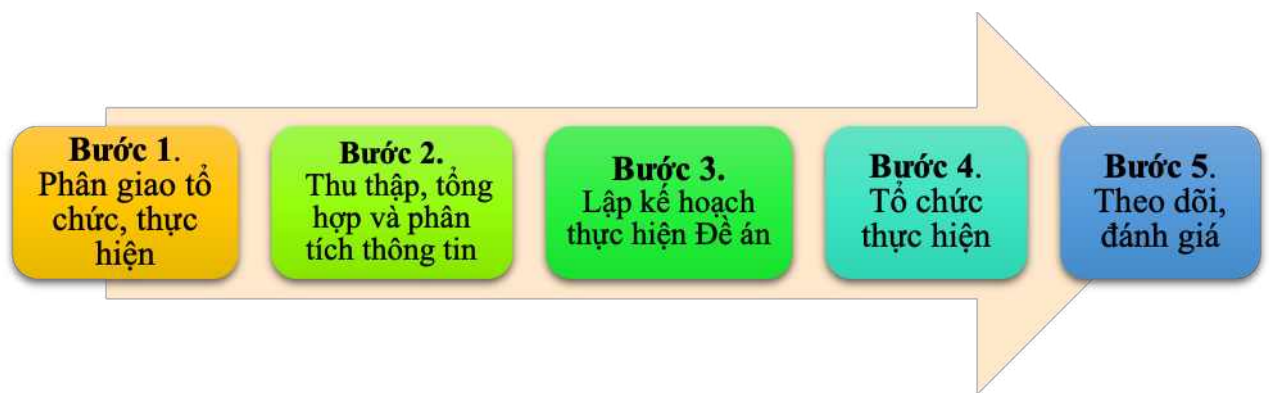 Bước 1.
Phân giao tổ
chức, thực
hiện
Bước 2.
Thu thập, tổng
hợp và phân
tích thông tin
Bước 3.
Lập kế hoạch
thực hiện Đề án
Bước 4.
Tổ chức
thực hiện
Bước 5.
Theo dõi,
đánh giá